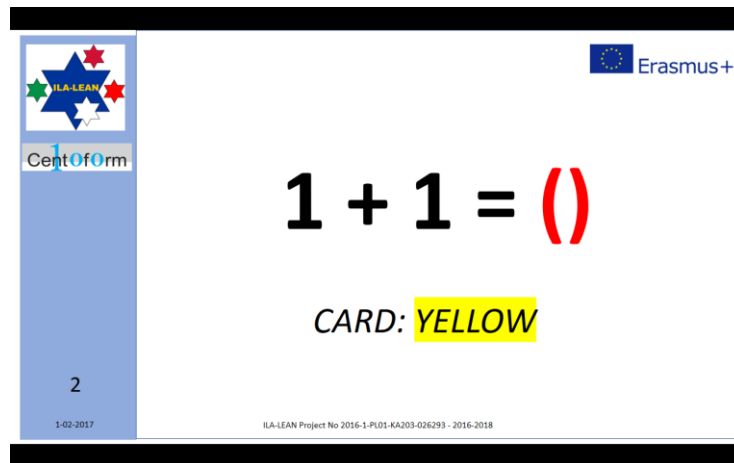 ILA-LEAN
Erasmus+
Centoform
1 + 1 = ()
CARD: YELLOW
2
1-02-2017
ILA-LEAN Project No 2016-1-PL01-KA203-026293 - 2016-2018